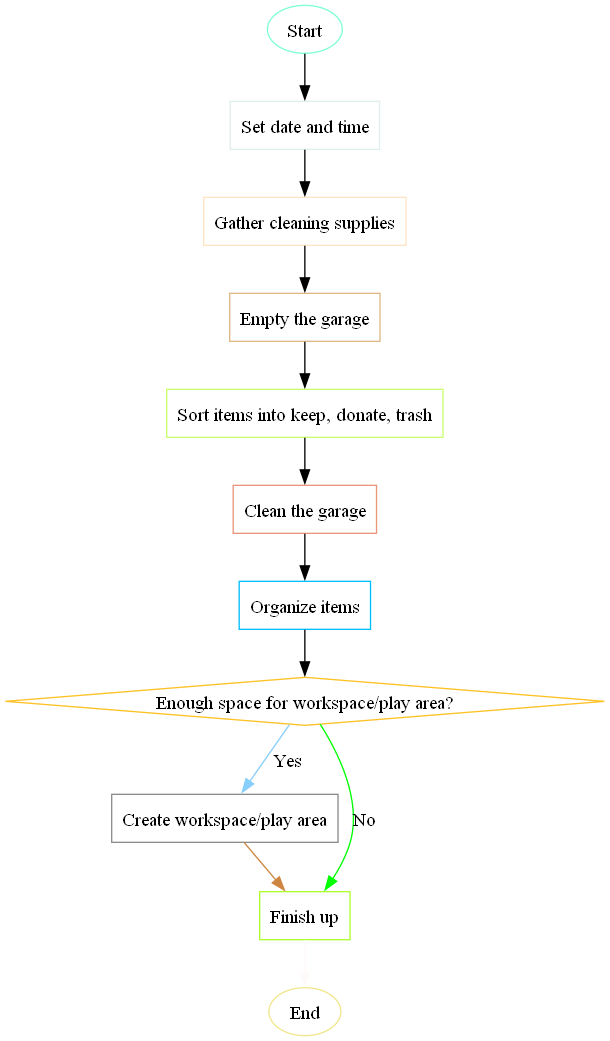 Start
Set date and time
Gather cleaning supplies
Empty the garage
Sort items into keep, donate, trash
Clean the garage
Organize items
Enough space for workspace/play area?
Yes
Create workspace/play area
No
Finish up
End